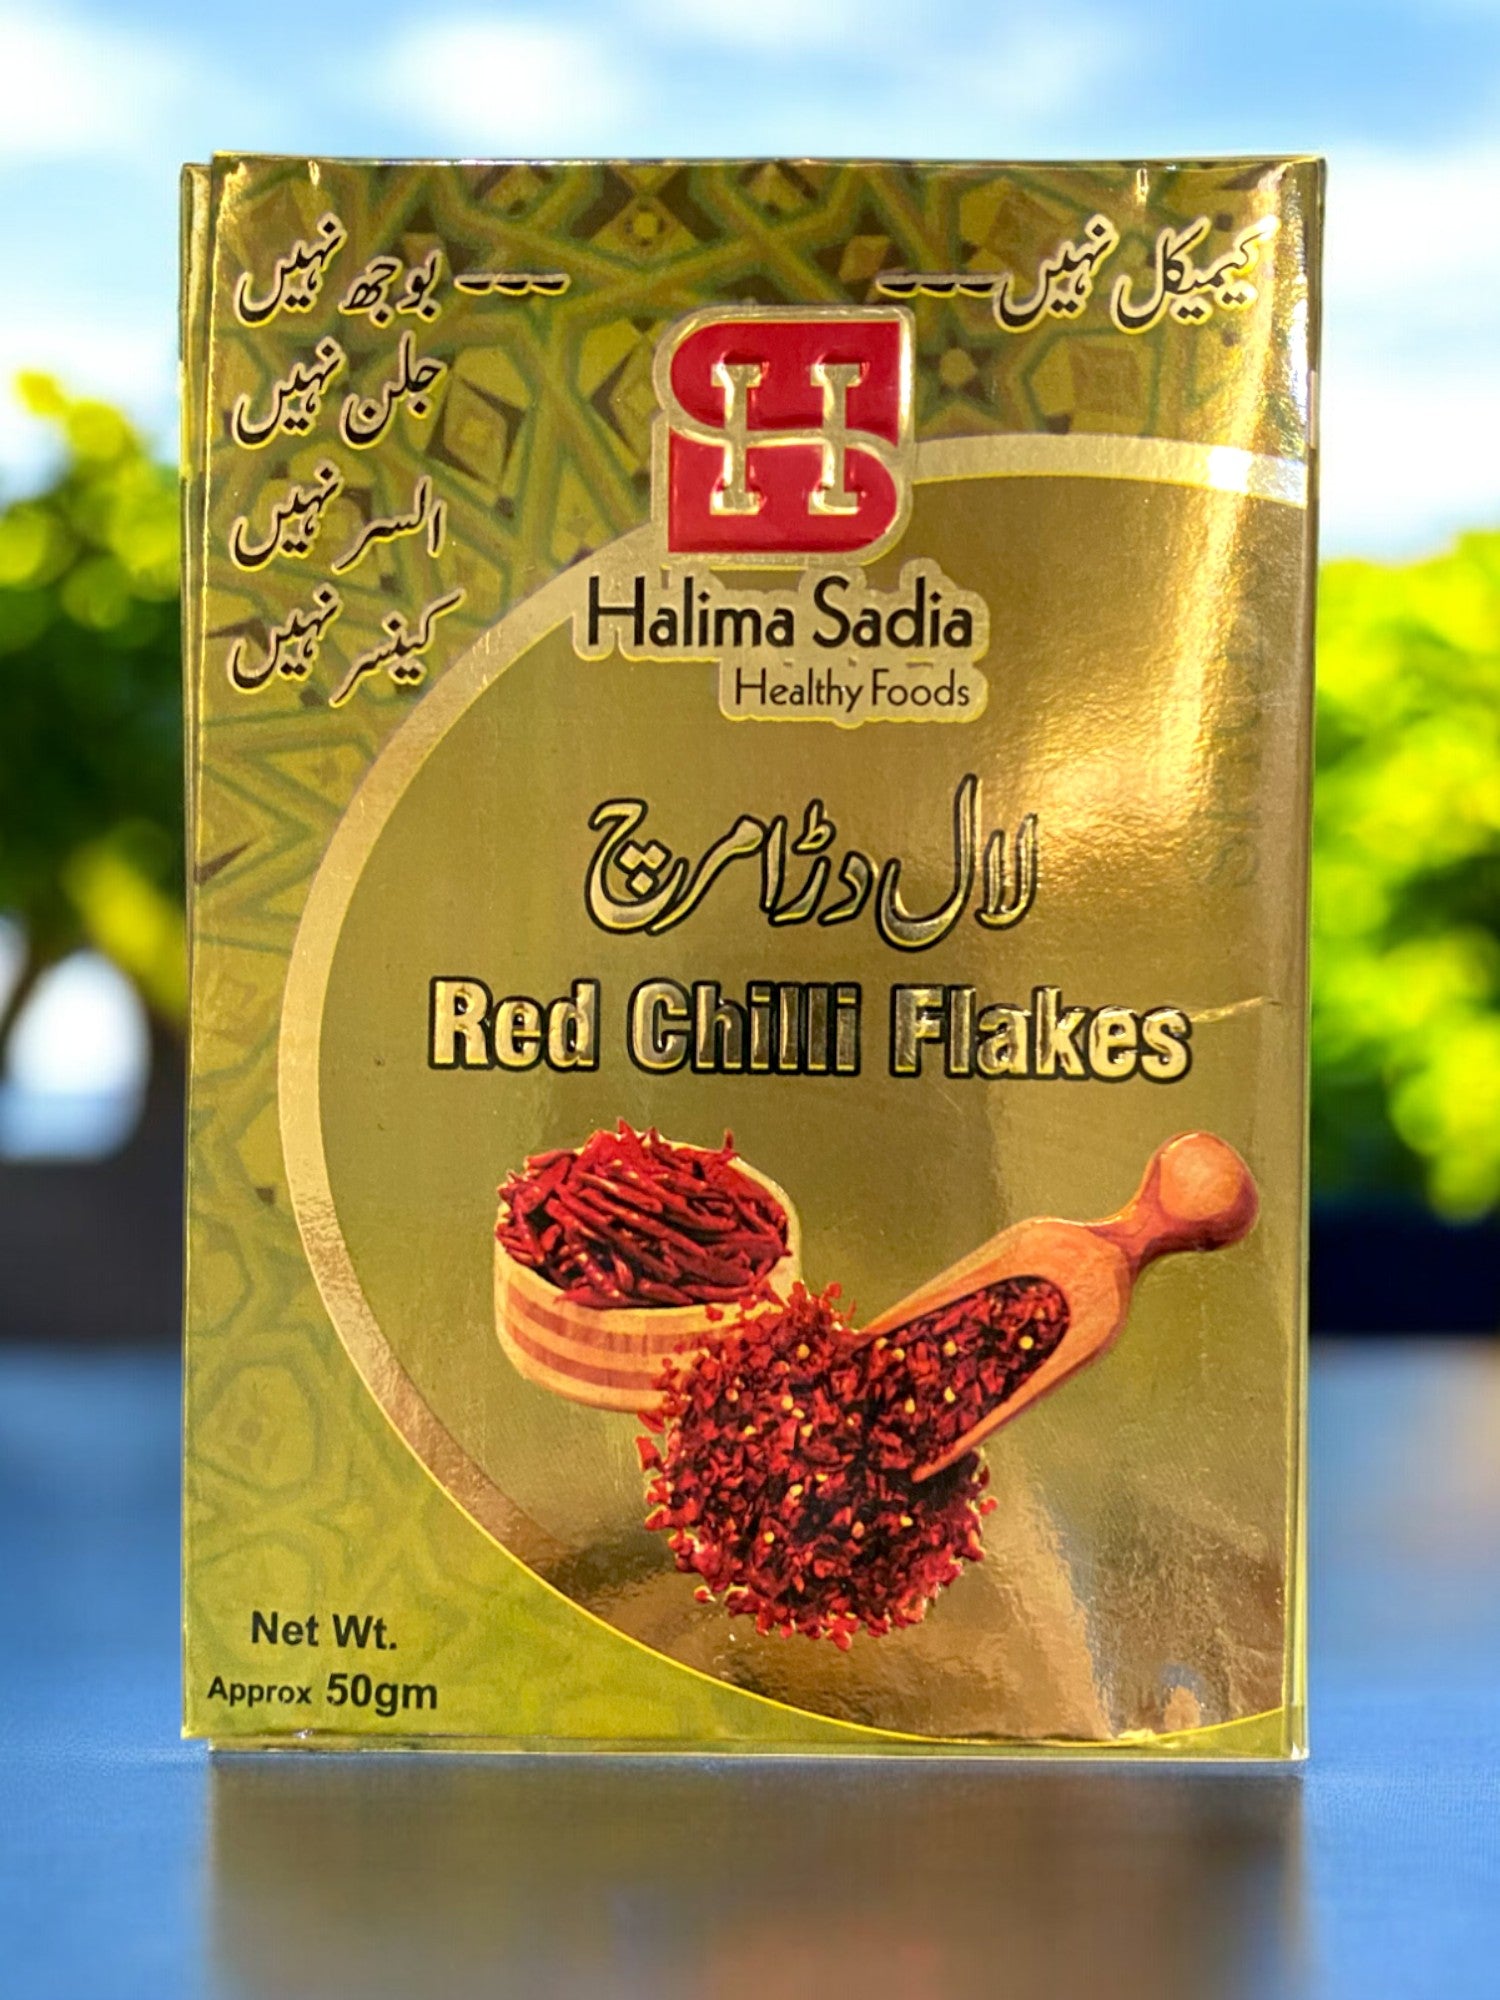 کیمیکل نہیں ---- --- بوجھ نہیں
جلن نہیں
السر نہیں
کینسر نہیں
Halima Sadia
Healthy Foods
لال دڑا مرچ
Red Chilli Flakes
Net Wt.
Approx 50gm